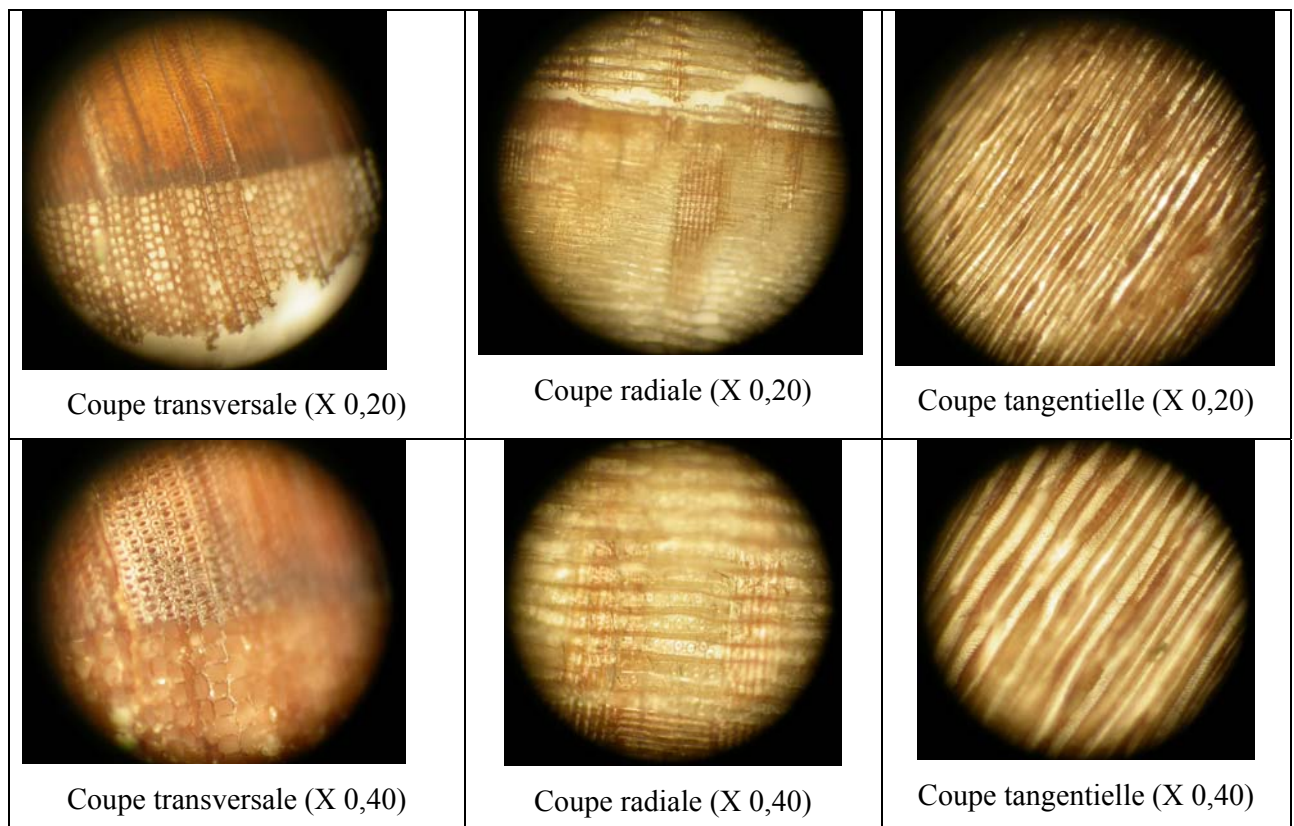 Coupe transversale (X 0,20)
Coupe radiale (X 0,20)
Coupe tangentielle (X 0,20)
Coupe transversale (X 0,40)
Coupe radiale (X 0,40)
Coupe tangentielle (X 0,40)